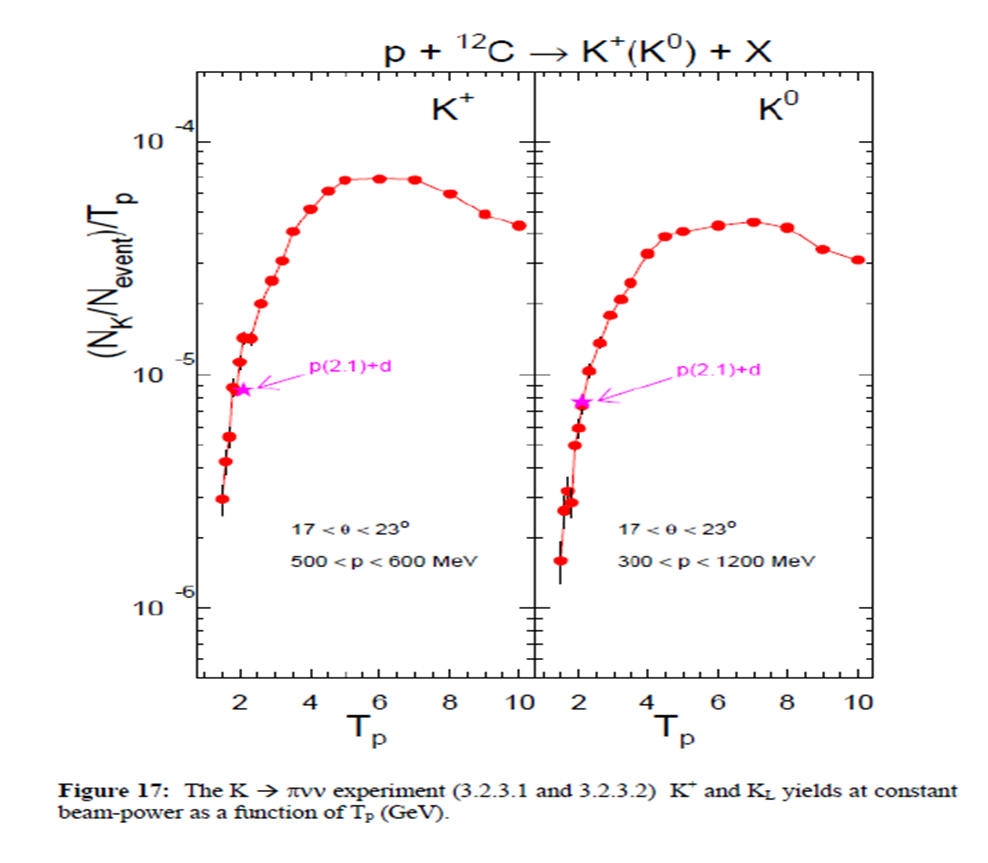 p + ¹²C → K⁺(K⁰) + X
K⁺
K⁰
10⁻⁴
10⁻⁵
10⁻⁶
(N_K/N_event)/T_p
p(2.1)+d
p(2.1)+d
17 < θ < 23°
500 < p < 600 MeV
17 < θ < 23°
300 < p < 1200 MeV
2 4 6 8 10
2 4 6 8 10
T_p
T_p
Figure 17: The K → πνν experiment (3.2.3.1 and 3.2.3.2) K⁺ and K_L yields at constant
beam-power as a function of T_P (GeV).